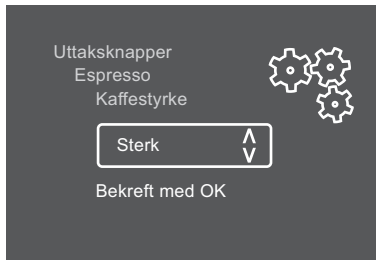 Uttaksknapper
Espresso
Kaffestyrke
Sterk
Bekreft med OK